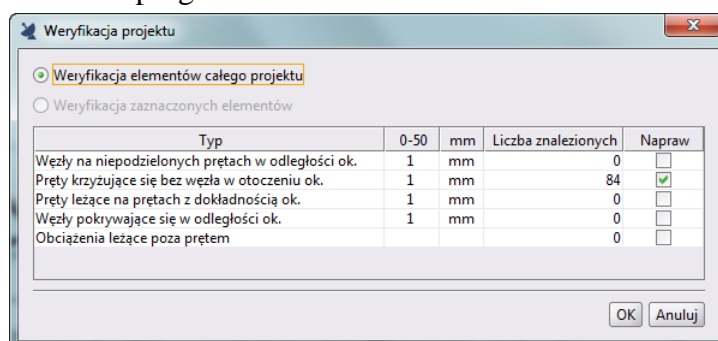 Weryfikacja projektu
Weryfikacja elementów całego projektu
Weryfikacja zaznaczonych elementów
Typ 0-50 mm Liczba znalezionych Napraw
Węzły na niepodzielonych prętach w odległości ok. 1 mm 0
Pręty krzyżujące się bez węzła w otoczeniu ok. 1 mm 84
Pręty leżące na prętach z dokładnością ok. 1 mm 0
Węzły pokrywające się w odległości ok. 1 mm 0
Obciążenia leżące poza prętem 0
OK Anuluj